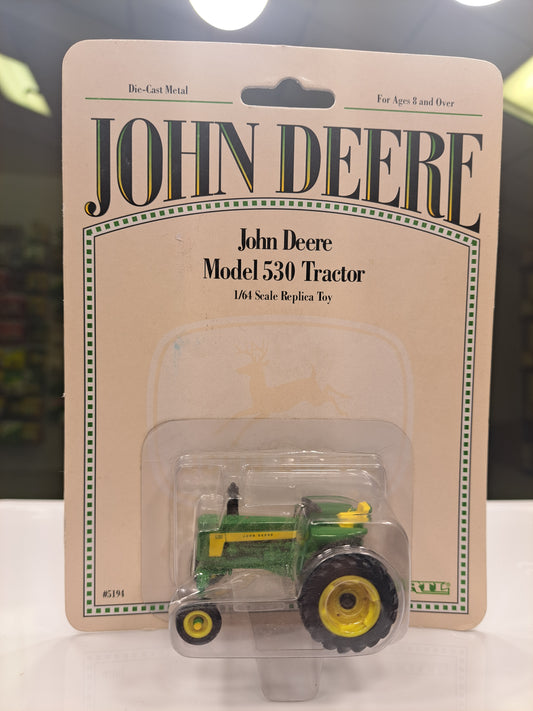 Die-Cast Metal
For Ages 8 and Over
JOHN DEERE
John Deere
Model 530 Tractor
1/64 Scale Replica Toy
530
JOHN DEERE
#5194